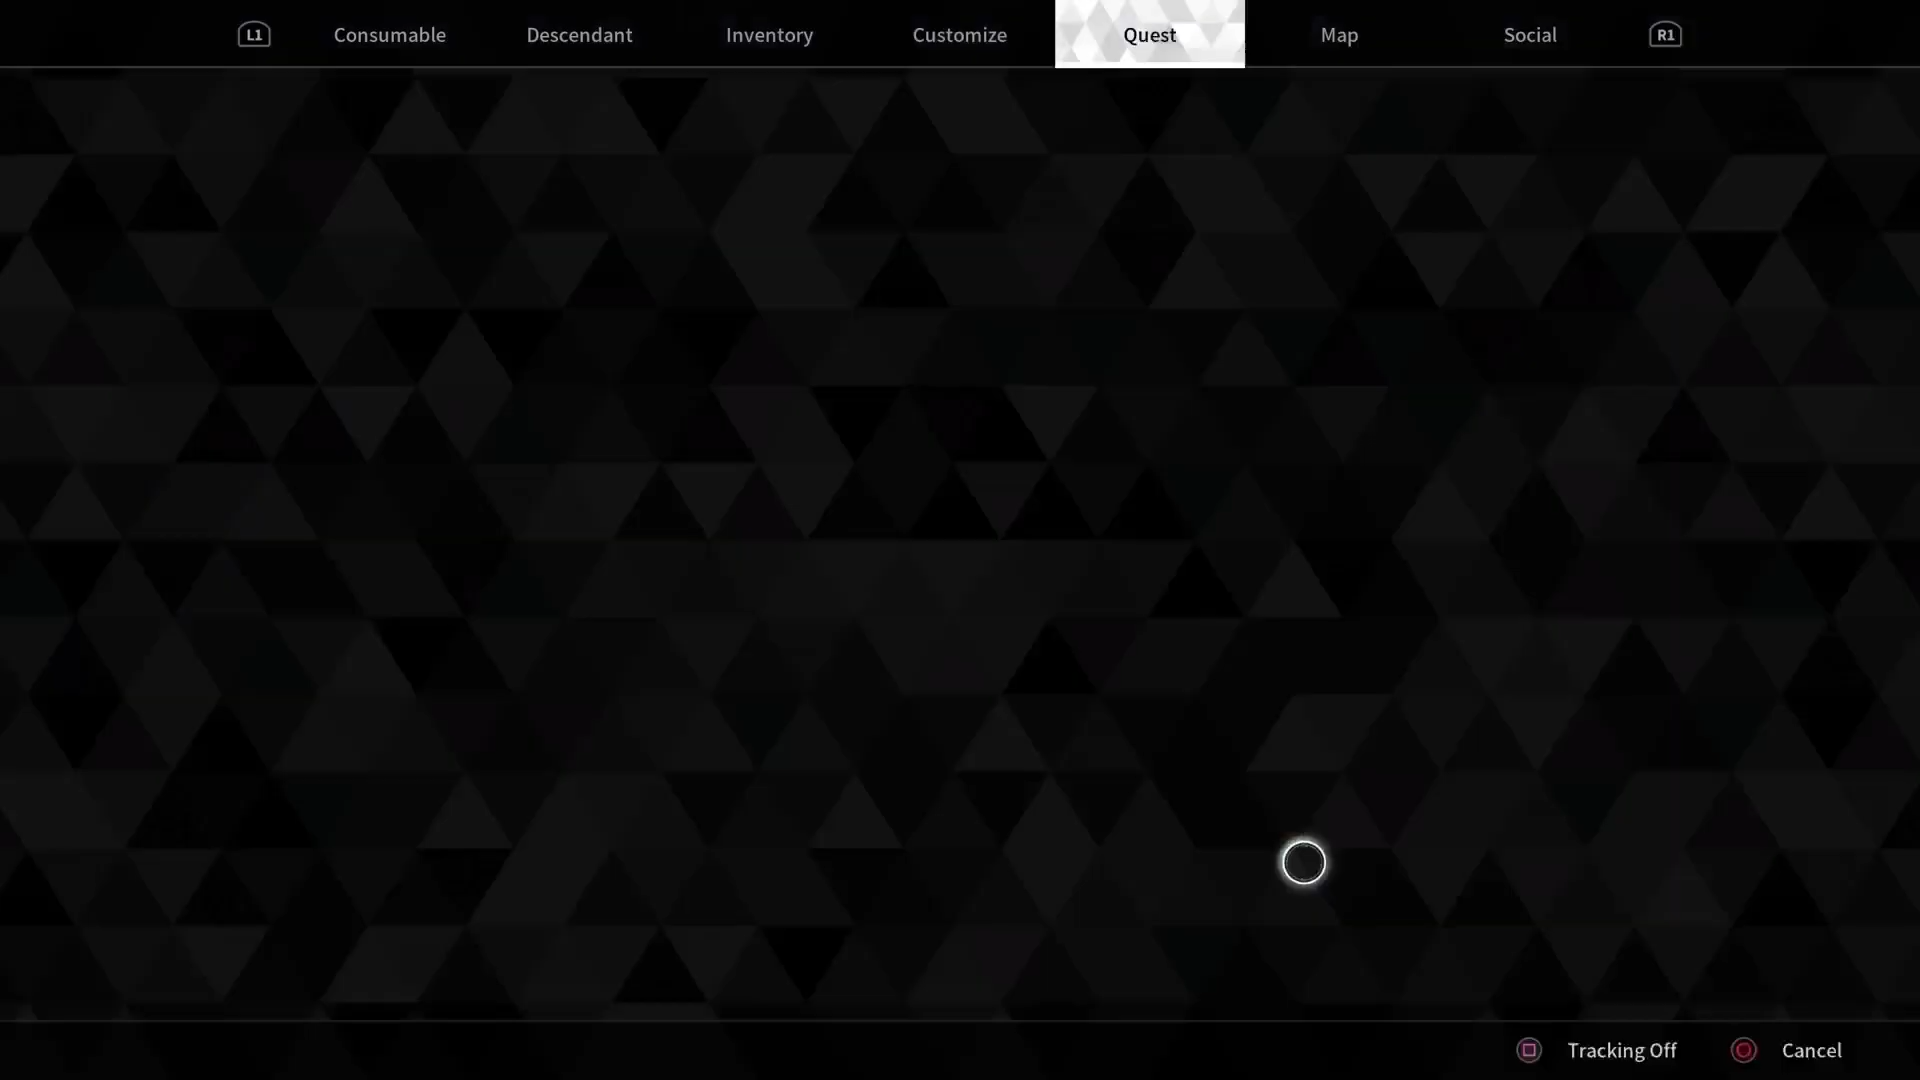 L1 Consumable Descendant Inventory Customize Quest Map Social R1
Tracking Off Cancel